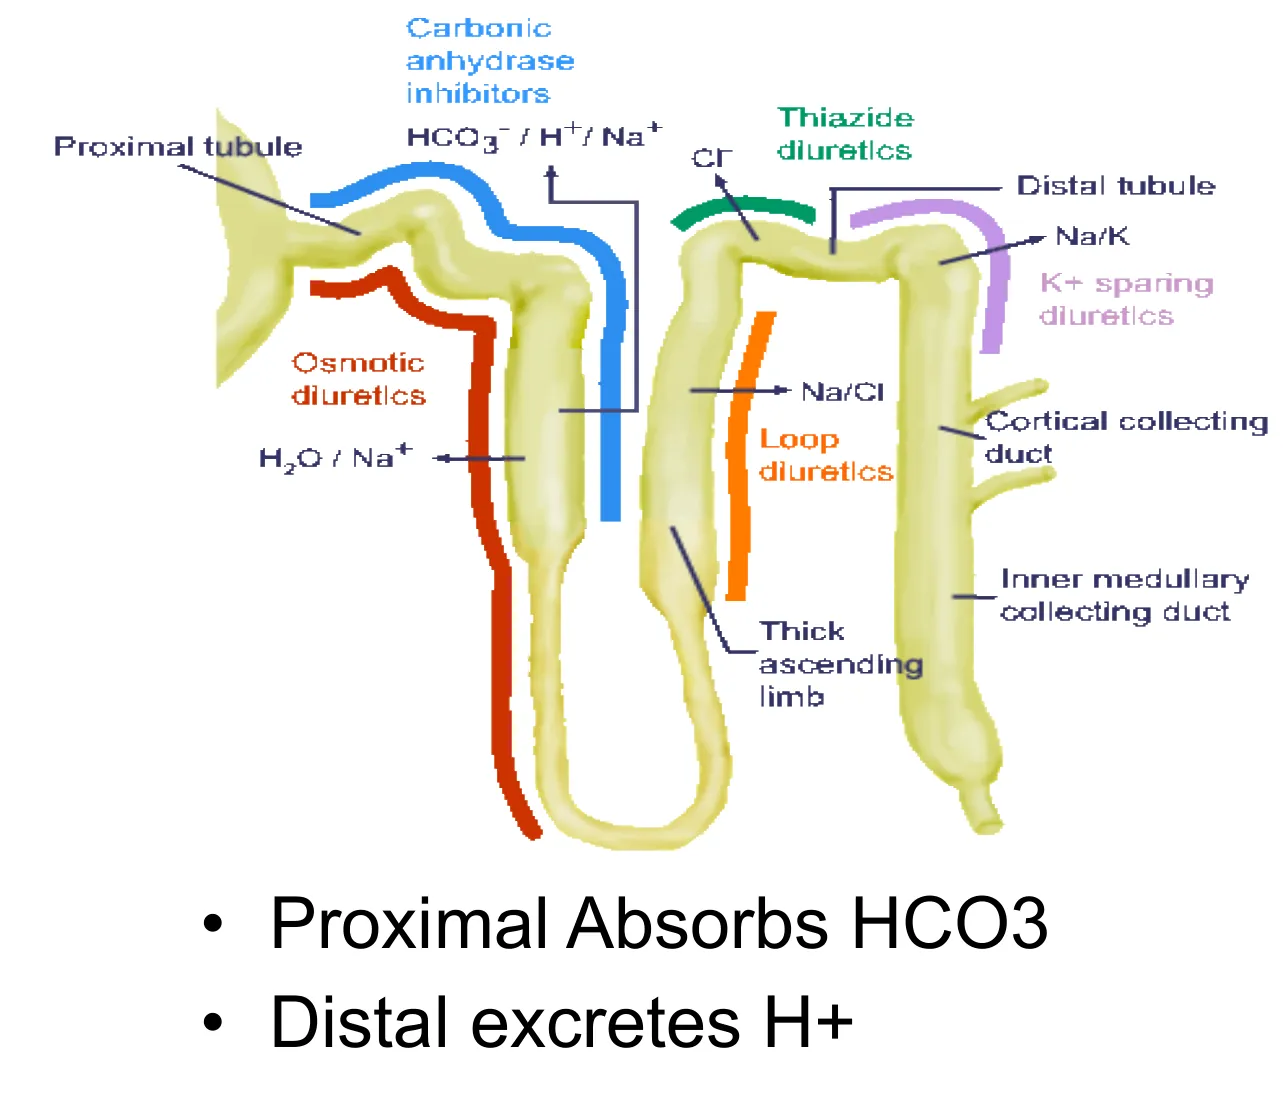 Carbonic
anhydrase
inhibitors
HCO₃⁻ / H⁺/ Na⁺
Proximal tubule
Thiazide
diuretics
Cl⁻
Distal tubule
Na/K
K+ sparing
diuretics
Osmotic
diuretics
H₂O / Na⁺
Na/Cl
Loop
diuretics
Cortical collecting
duct
Inner medullary
collecting duct
Thick
ascending
limb
• Proximal Absorbs HCO3
• Distal excretes H+